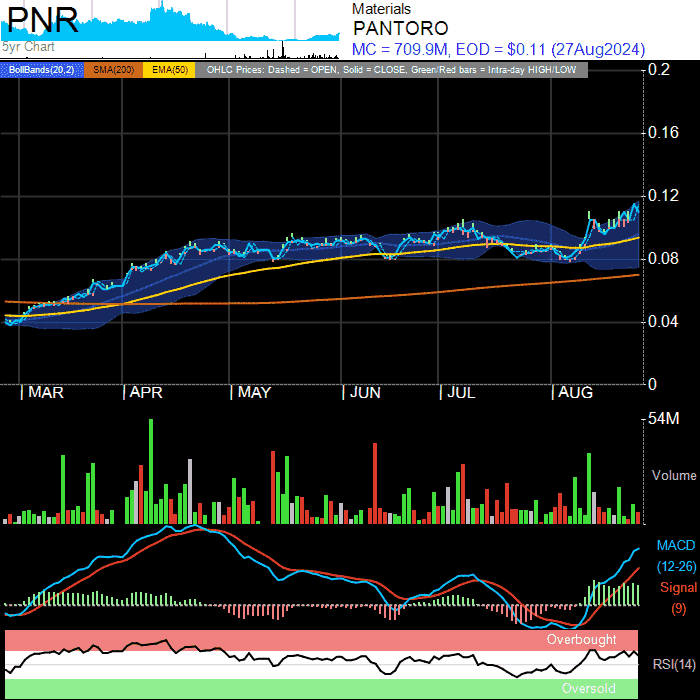 PNR
5yr Chart
Materials
PANTORO
MC = 709.9M, EOD = $0.11 (27Aug2024)
BollBands(20,2) SMA(200) EMA(50) OHLC Prices: Dashed = OPEN, Solid = CLOSE, Green/Red bars = Intra-day HIGH/LOW
0.2
0.16
0.12
0.08
0.04
0
MAR APR MAY JUN JUL AUG
54M
Volume
MACD
(12-26)
Signal
(9)
Overbought
RSI(14)
Oversold